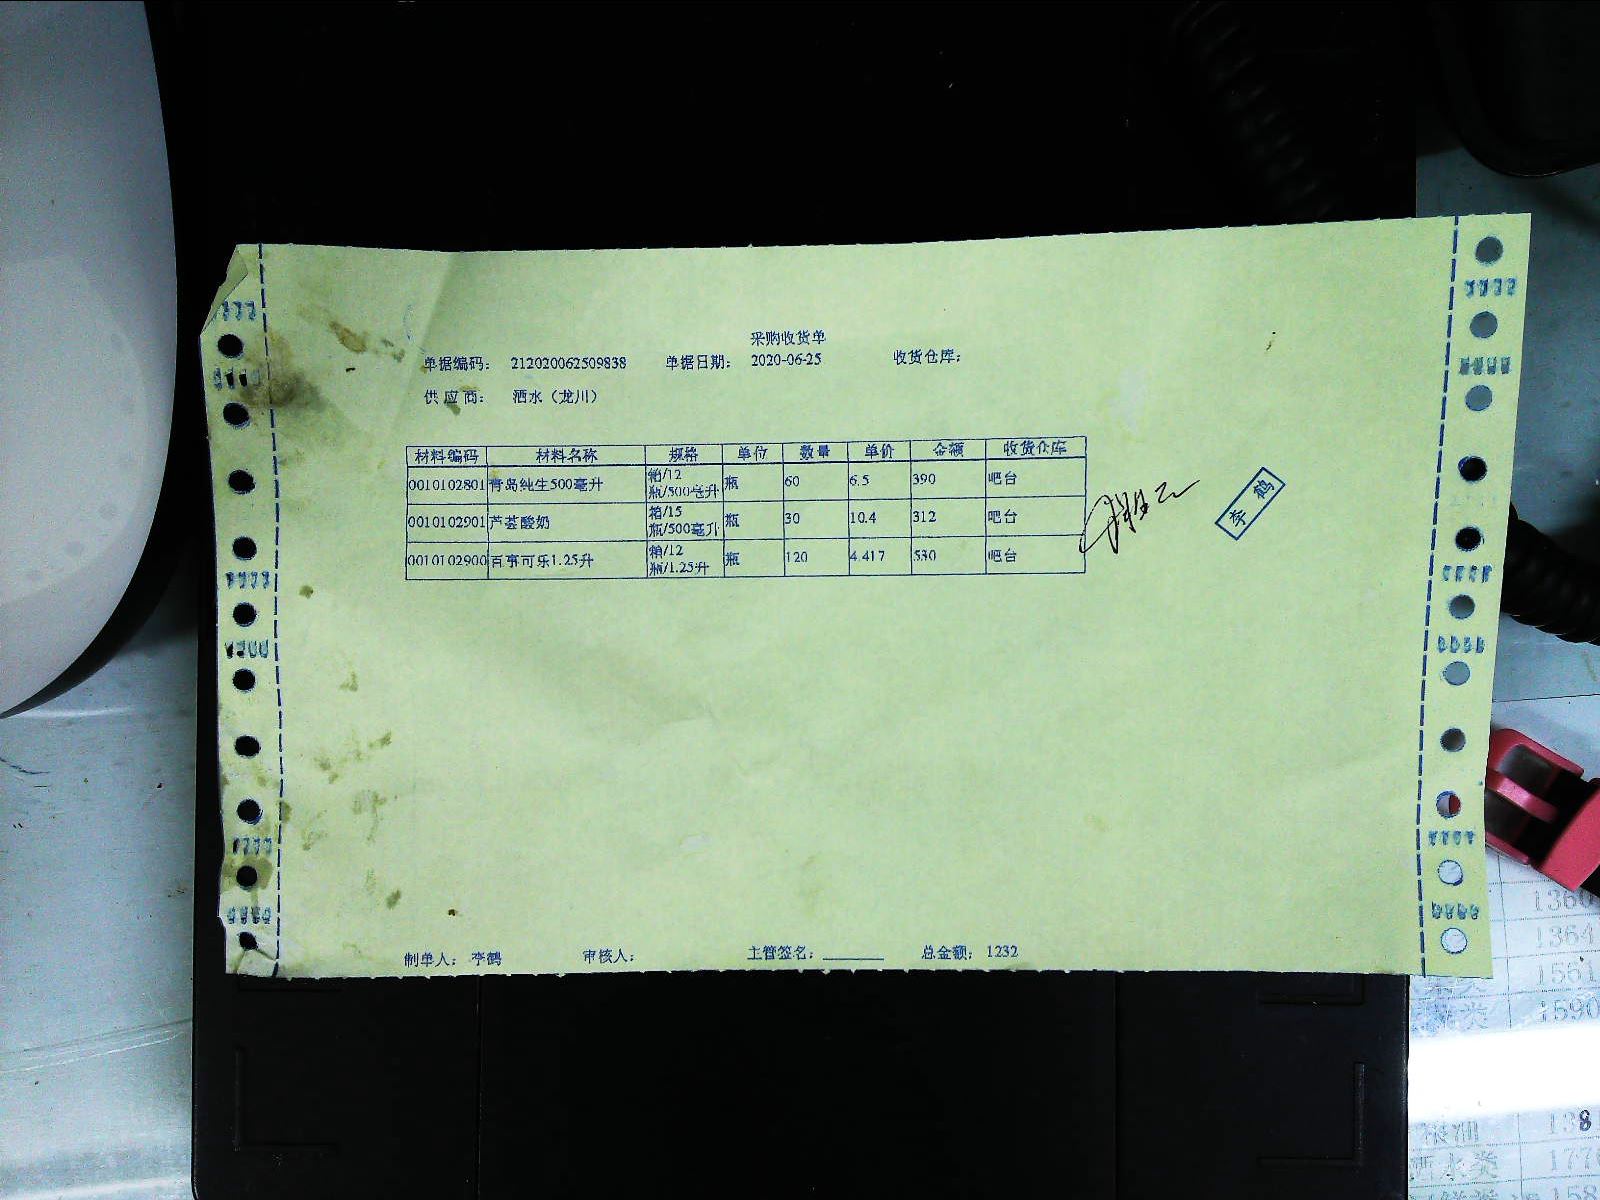 采购收货单
单据编码: 212020062509838 单据日期: 2020-06-25 收货仓库:
供应商: 酒水（龙川）
材料编码 材料名称 规格 单位 数量 单价 金额 收货仓库
0010102801 青岛纯生500毫升 箱/12瓶/500毫升 瓶 60 6.5 390 吧台
0010102901 芦荟酸奶 箱/15瓶/500毫升 瓶 30 10.4 312 吧台
0010102900 百事可乐1.25升 箱/12瓶/1.25升 瓶 120 4.417 530 吧台
李鹤
制单人: 李鹤 审核人: 主管签名: 总金额: 1232
1364
1561
1590
酒水类